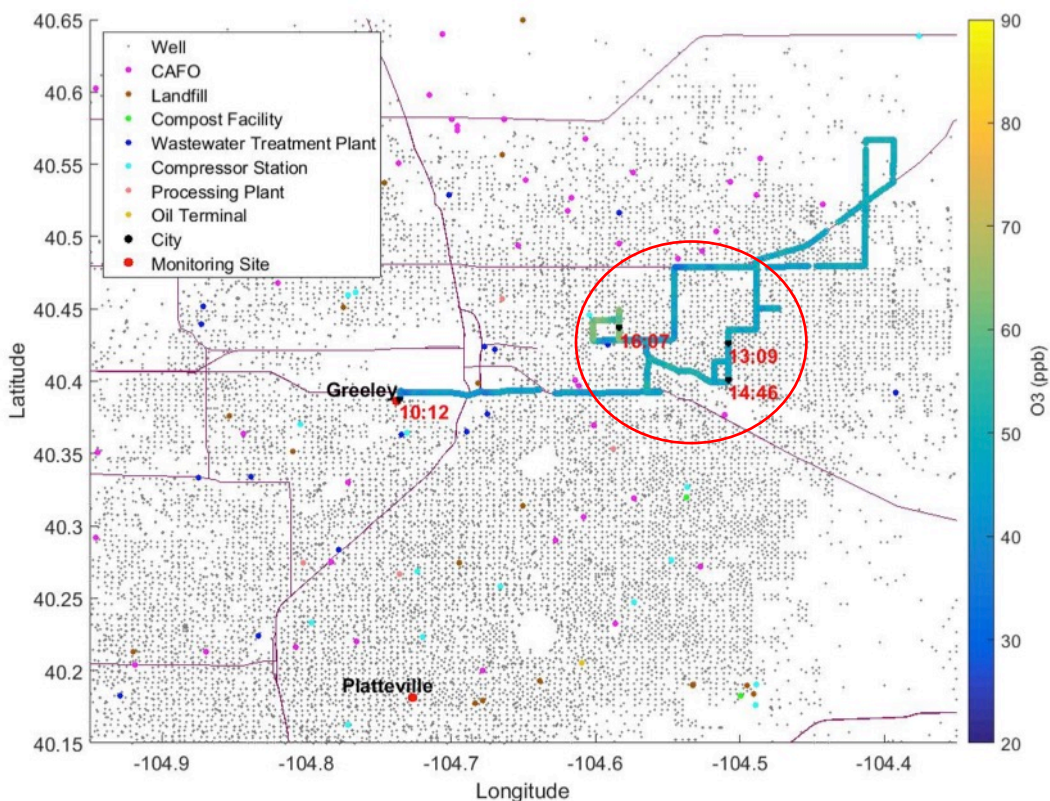 40.65
40.6
40.55
40.5
40.45
40.4
40.35
40.3
40.25
40.2
40.15
Latitude
Well
CAFO
Landfill
Compost Facility
Wastewater Treatment Plant
Compressor Station
Processing Plant
Oil Terminal
City
Monitoring Site
16:07
13:09
14:46
Greeley
10:12
Platteville
-104.9
-104.8
-104.7
-104.6
-104.5
-104.4
Longitude
90
80
70
60
50
40
30
20
O3 (ppb)